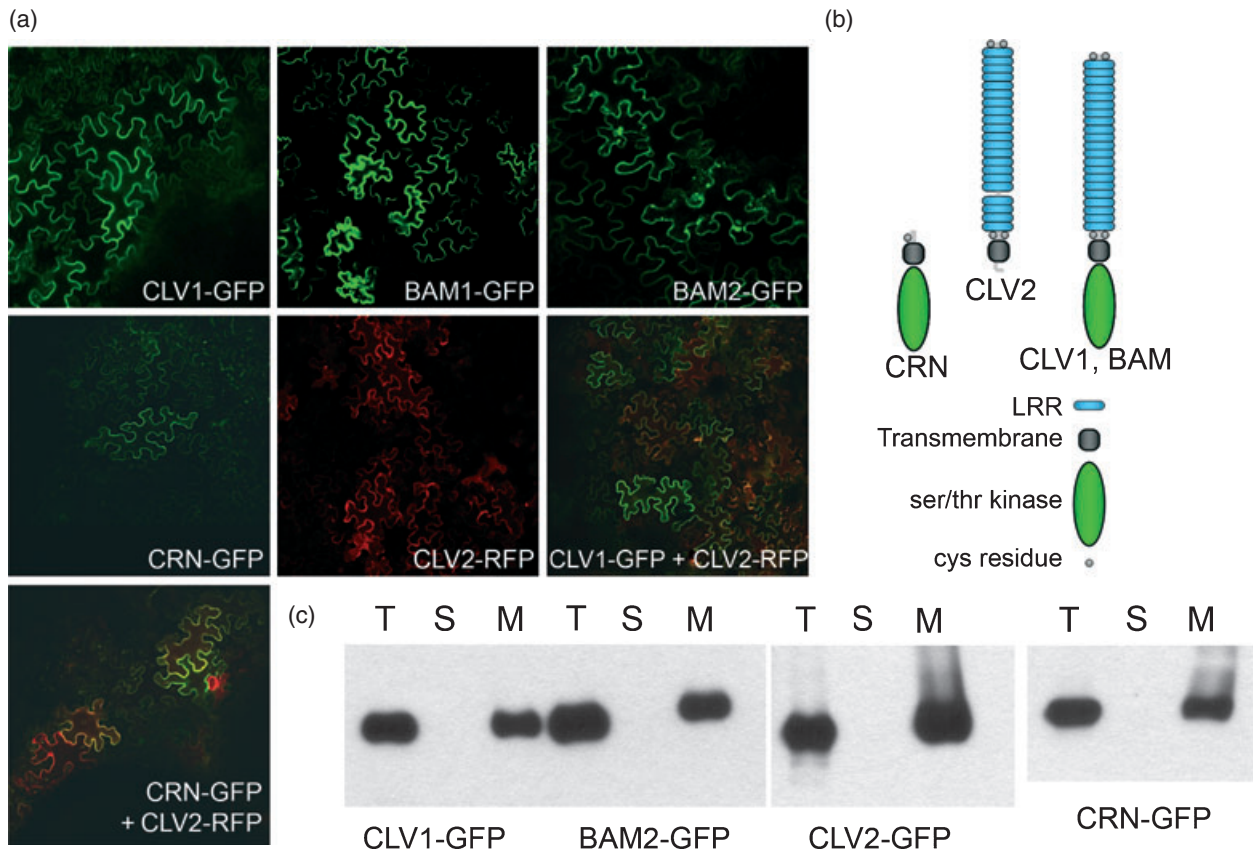 (a)
CLV1-GFP
BAM1-GFP
BAM2-GFP
CRN-GFP
CLV2-RFP
CLV1-GFP + CLV2-RFP
CRN-GFP
+ CLV2-RFP
(b)
CRN
CLV2
CLV1, BAM
LRR
Transmembrane
ser/thr kinase
cys residue
(c)
T S M T S M T S M T S M
CLV1-GFP BAM2-GFP CLV2-GFP CRN-GFP